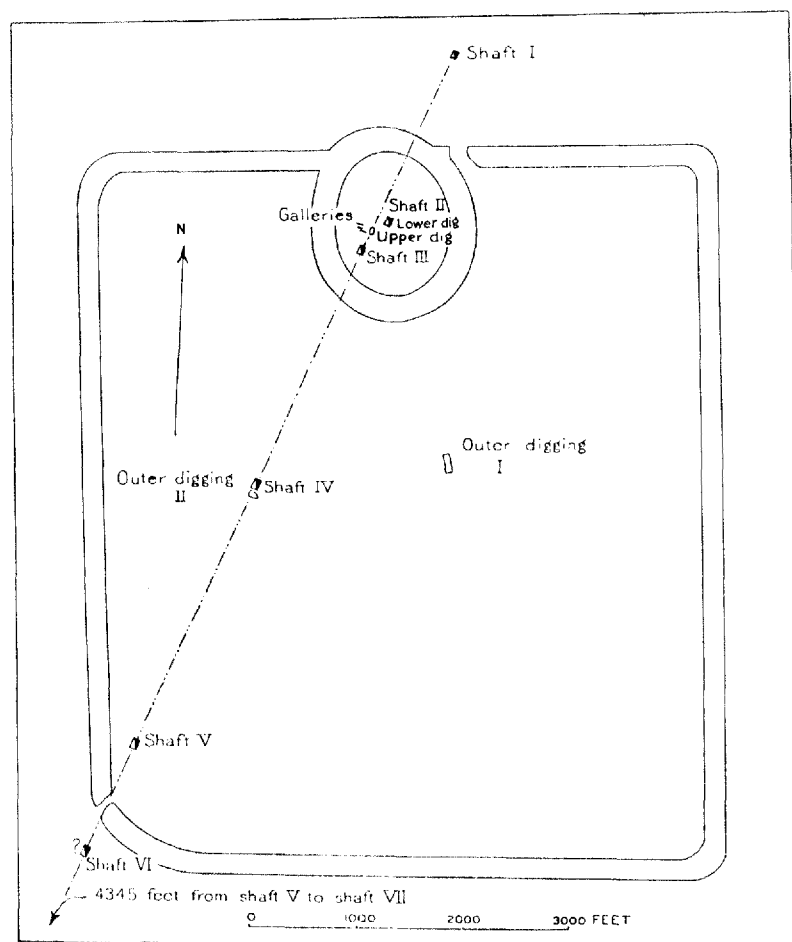 Shaft I
Shaft II
Galleries
Lower dig
Upper dig
Shaft III
N
Outer digging
I
Outer digging
II
Shaft IV
Shaft V
?
Shaft VI
4345 feet from shaft V to shaft VII
0 1000 2000 3000 FEET